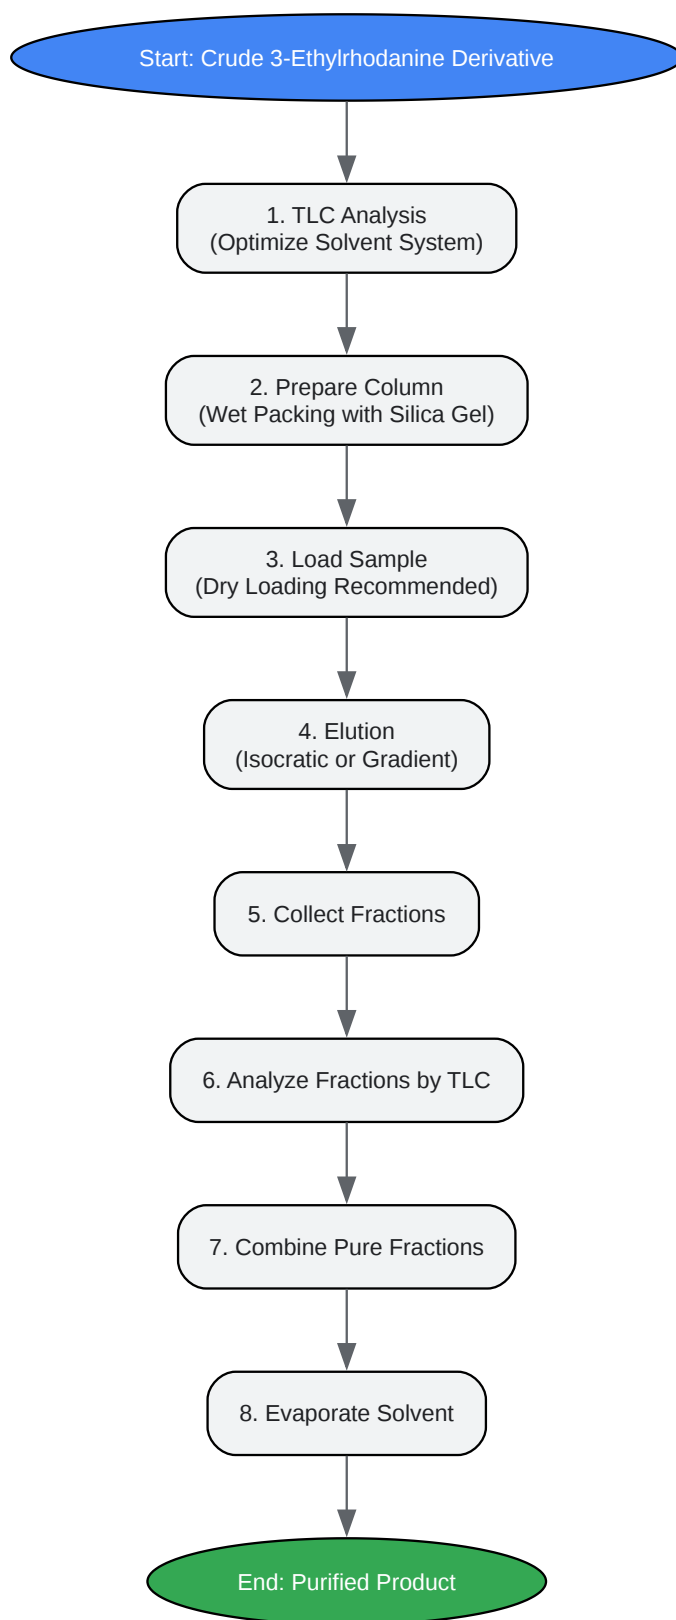 Start: Crude 3-Ethylrhodanine Derivative
1. TLC Analysis
(Optimize Solvent System)
2. Prepare Column
(Wet Packing with Silica Gel)
3. Load Sample
(Dry Loading Recommended)
4. Elution
(Isocratic or Gradient)
5. Collect Fractions
6. Analyze Fractions by TLC
7. Combine Pure Fractions
8. Evaporate Solvent
End: Purified Product